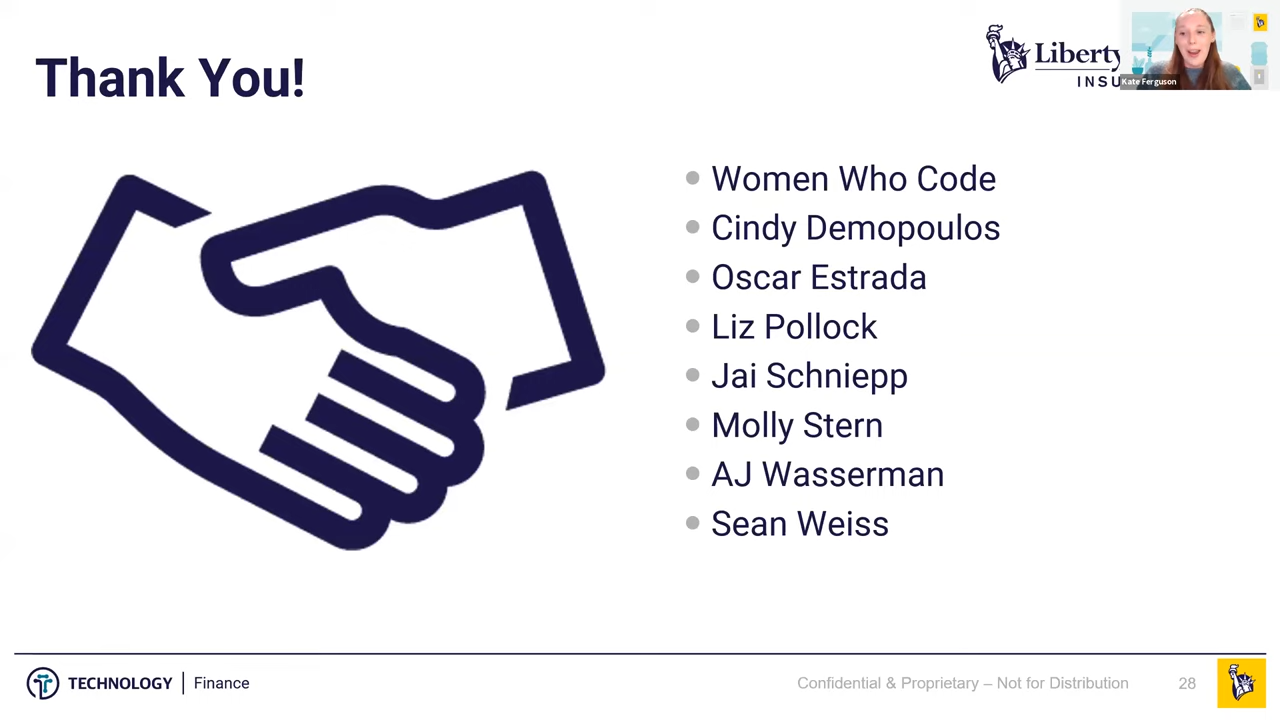 Thank You!
Liberty
INSU
Kate Ferguson
Women Who Code
Cindy Demopoulos
Oscar Estrada
Liz Pollock
Jai Schniepp
Molly Stern
AJ Wasserman
Sean Weiss
TECHNOLOGY | Finance
Confidential & Proprietary – Not for Distribution
28